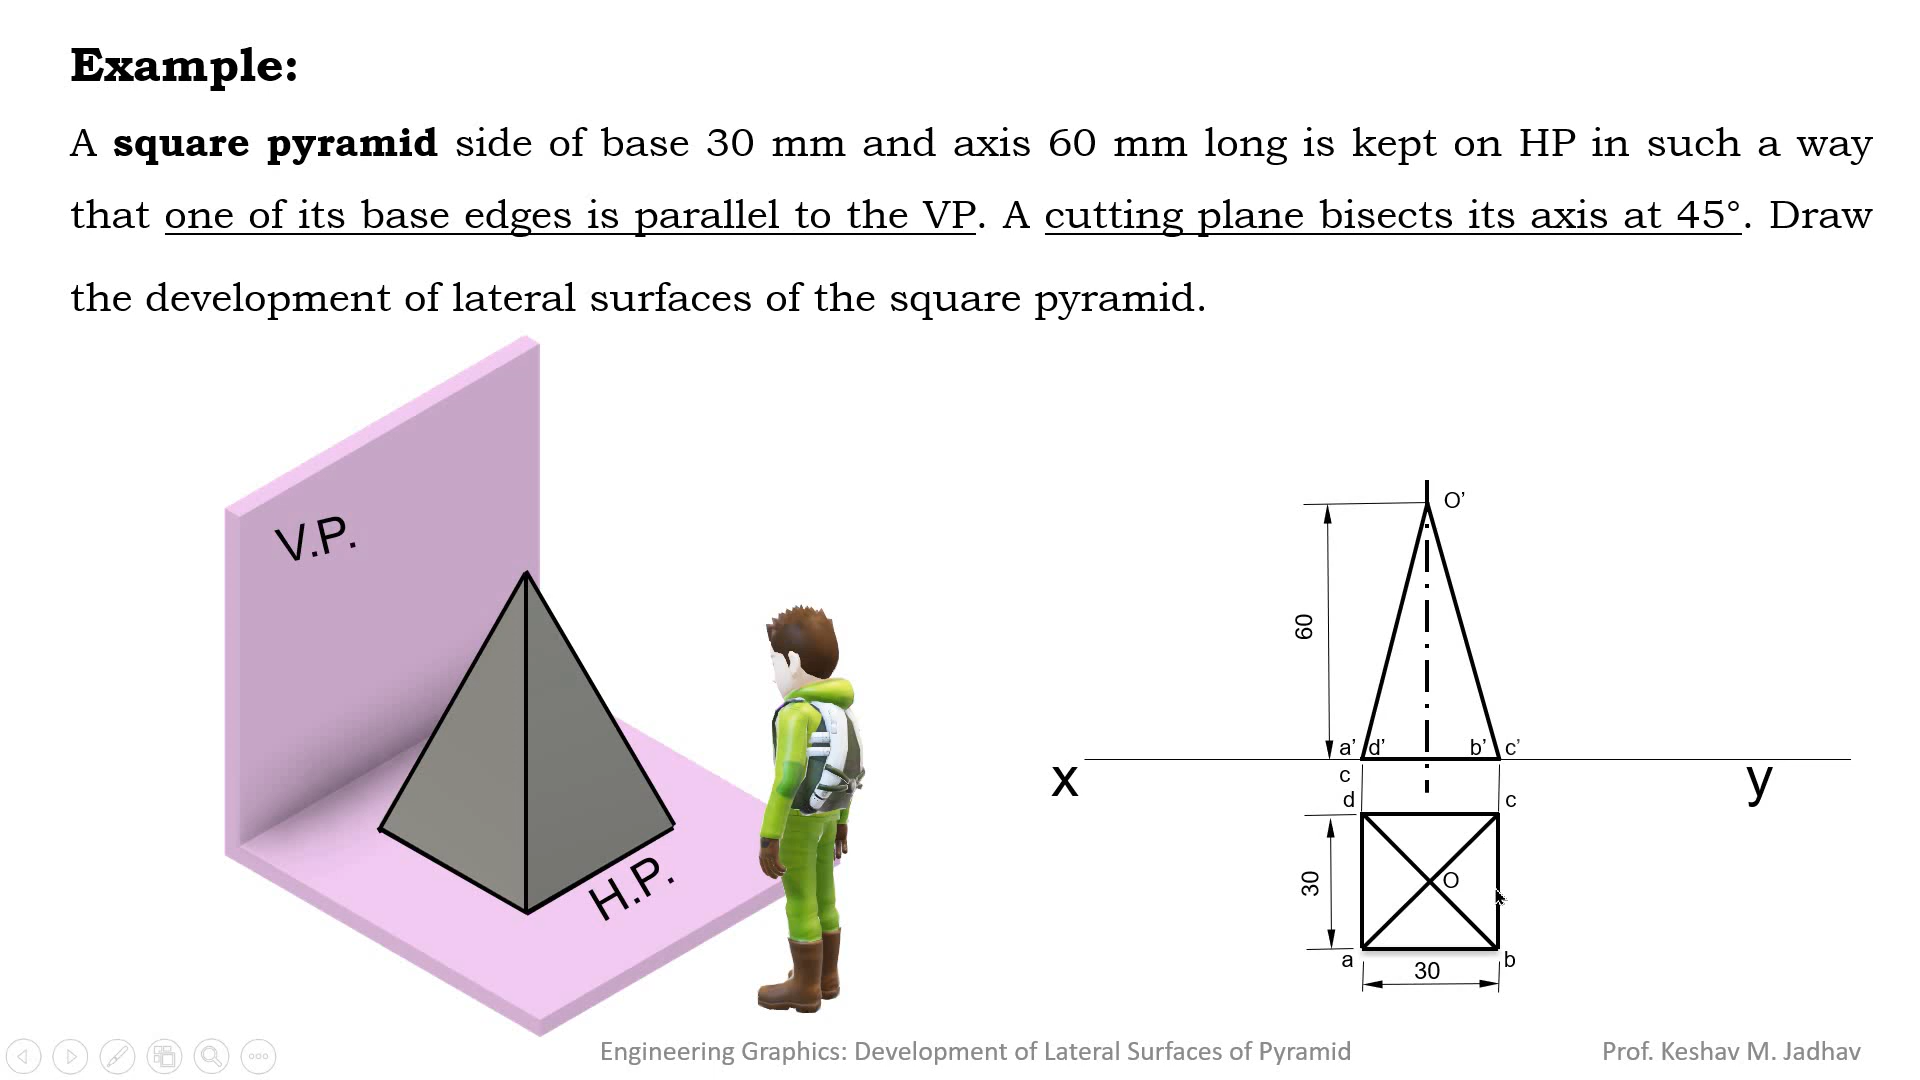 Example:
A square pyramid side of base 30 mm and axis 60 mm long is kept on HP in such a way
that one of its base edges is parallel to the VP. A cutting plane bisects its axis at 45°. Draw
the development of lateral surfaces of the square pyramid.
V.P.
H.P.
O’
60
a’ d’ b’ c’
x
y
c
d c
30
O
a b
30
Engineering Graphics: Development of Lateral Surfaces of Pyramid
Prof. Keshav M. Jadhav